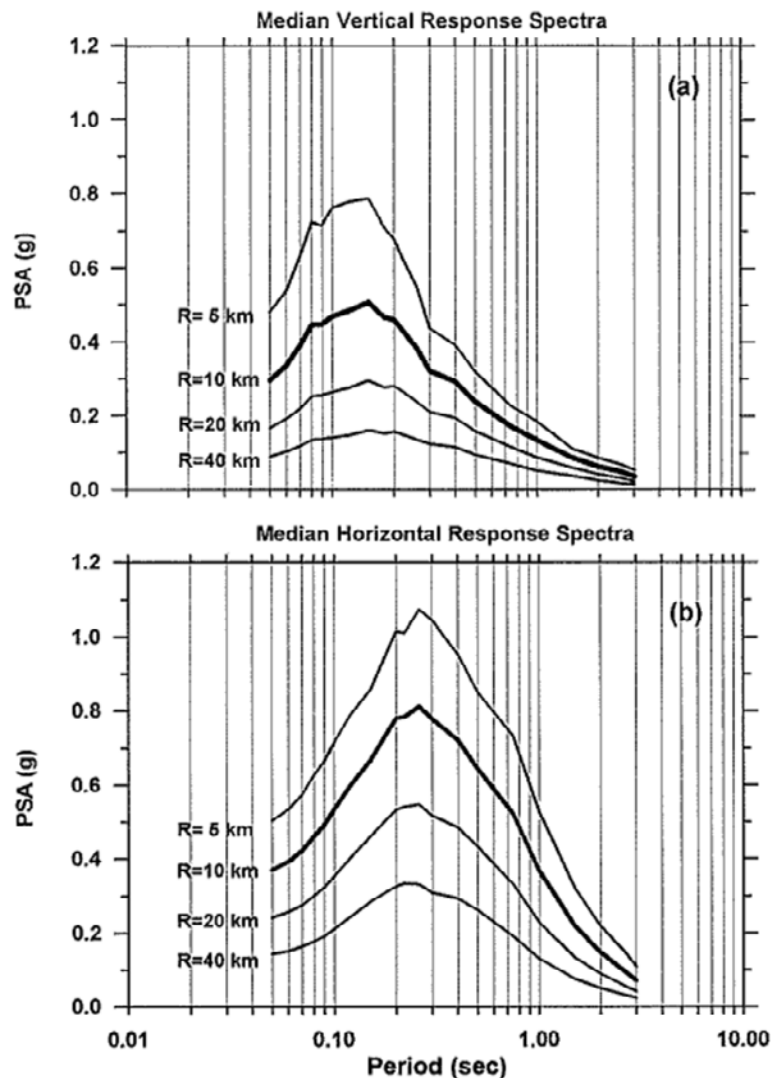 Median Vertical Response Spectra
1.2
(a)
1.0
0.8
PSA (g)
0.6
R= 5 km
0.4
R=10 km
0.2
R=20 km
R=40 km
0.0
Median Horizontal Response Spectra
1.2
(b)
1.0
0.8
PSA (g)
0.6
R= 5 km
0.4
R=10 km
R=20 km
0.2
R=40 km
0.0
0.01 0.10 1.00 10.00
Period (sec)